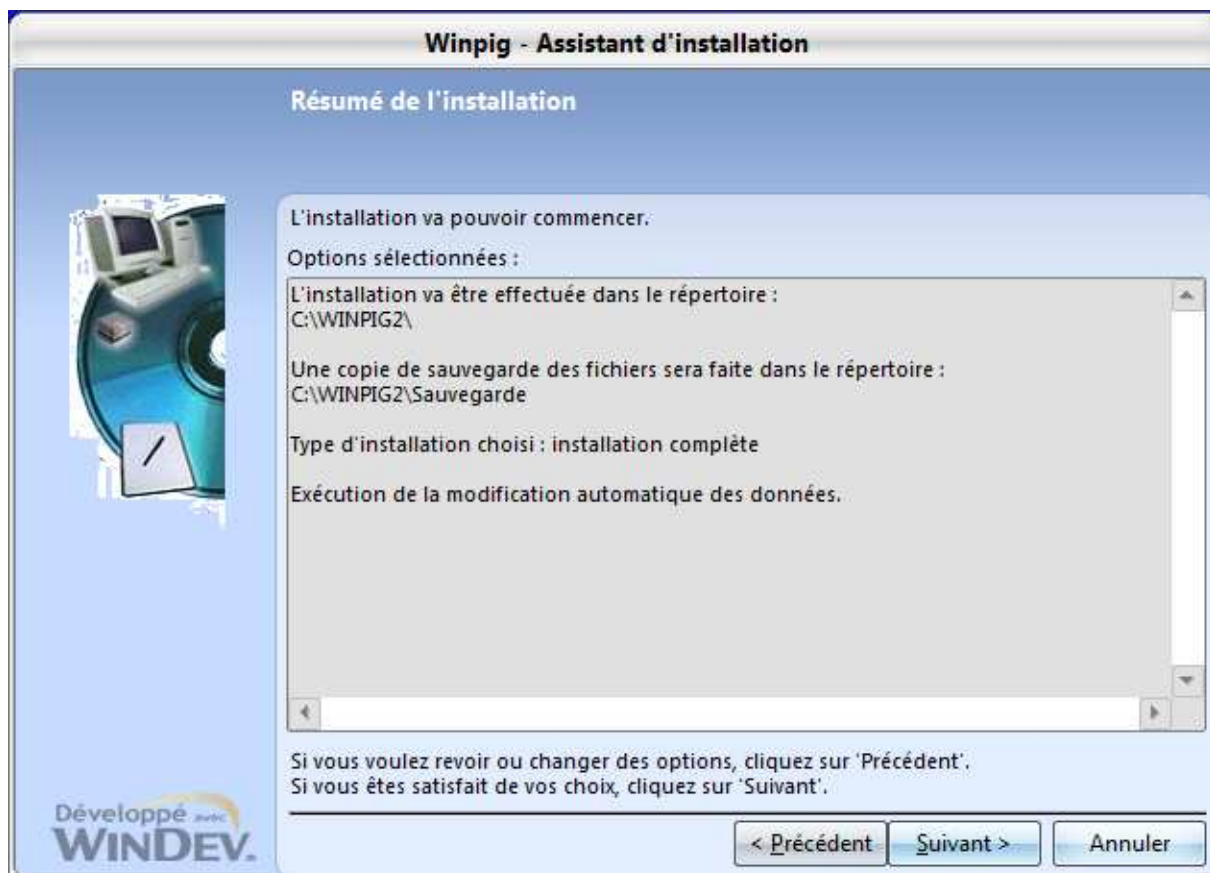 Winpig - Assistant d'installation
Résumé de l'installation
L'installation va pouvoir commencer.
Options sélectionnées :
L'installation va être effectuée dans le répertoire :
C:\WINPIG2\
Une copie de sauvegarde des fichiers sera faite dans le répertoire :
C:\WINPIG2\Sauvegarde
Type d'installation choisi : installation complète
Exécution de la modification automatique des données.
Si vous voulez revoir ou changer des options, cliquez sur 'Précédent'.
Si vous êtes satisfait de vos choix, cliquez sur 'Suivant'.
Développé avec
WINDEV.
< Précédent
Suivant >
Annuler